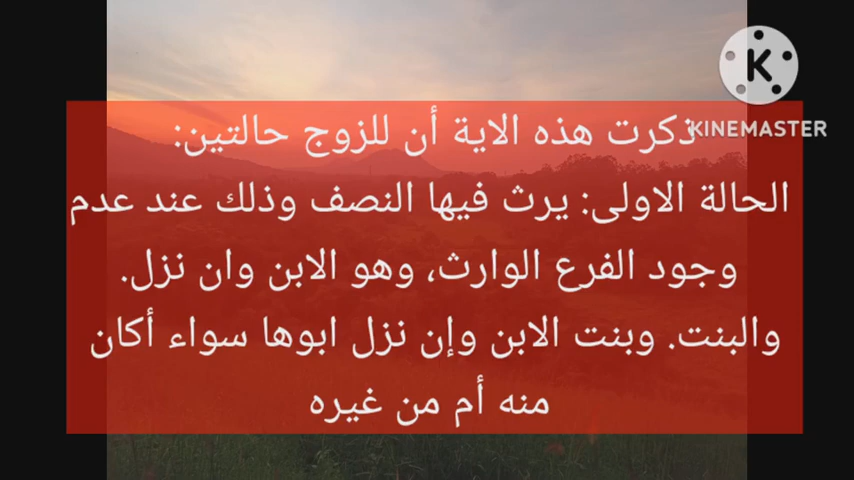 ذكرت هذه الاية أن للزوج حالتين:
الحالة الاولى: يرث فيها النصف وذلك عند عدم
وجود الفرع الوارث، وهو الابن وان نزل.
والبنت. وبنت الابن وإن نزل ابوها سواء أكان
منه أم من غيره
K
KINEMASTER